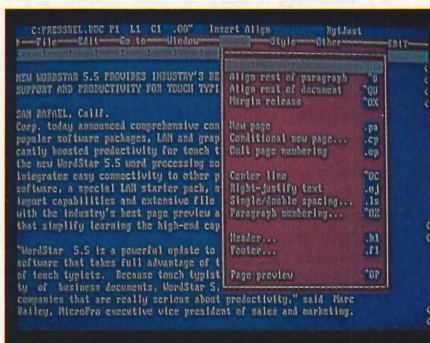 C:PRESSREL.DOC P1 L1 C1 .00" Insert Align RgtJust
File Edit Go to Window Style Other EDIT
NEW WORDSTAR 5.5 PROVIDES INDUSTRY'S BE
SUPPORT AND PRODUCTIVITY FOR TOUCH TYPI
SAN RAFAEL, Calif.
Corp. today announced comprehensive con
popular software packages, LAN and grap
cantly boosted productivity for touch t
the new WordStar 5.5 word processing so
integrates easy connectivity to other p
software, a special LAN starter pack, s
import capabilities and extensive file
with the industry's best page preview a
that simplify learning the high-end cap
"WordStar 5.5 is a powerful update to
software that takes full advantage of t
of touch typists. Because touch typist
ty of business documents, WordStar 5.
companies that are really serious about productivity," said Marc
Bailey, MicroPro executive vice president of sales and marketing.
Align rest of paragraph ^B
Align rest of document ^QU
Margin release ^OX
New page .pa
Conditional new page... .cp
Omit page numbering .op
Center line ^OC
Right-justify text .oj
Single/double spacing... .ls
Paragraph numbering... ^OZ
Header... .h1
Footer... .f1
Page preview ^OP